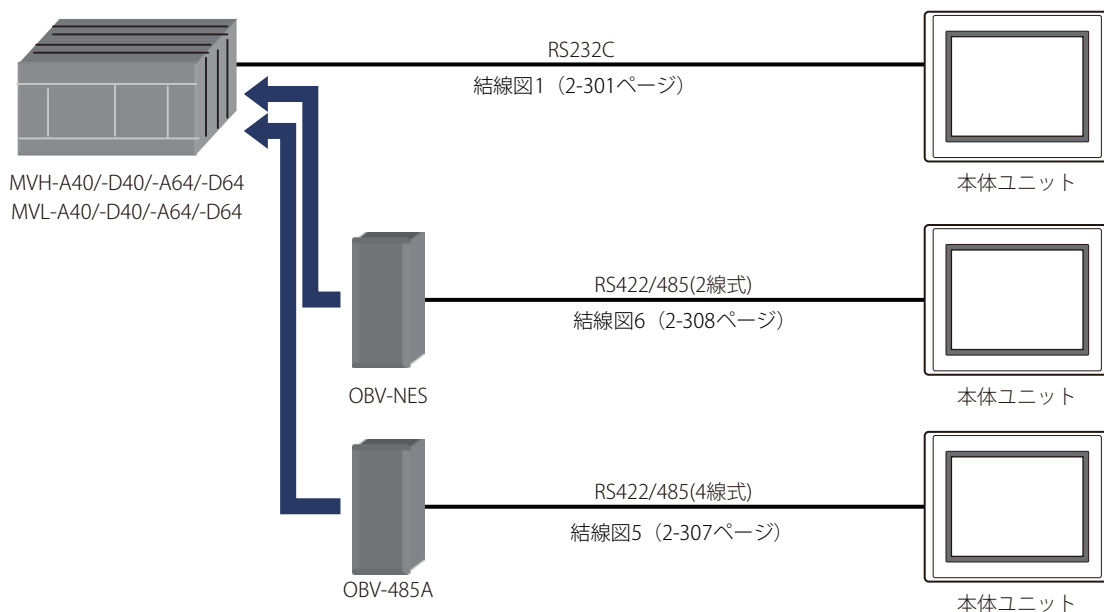 RS232C
結線図1（2-301ページ）
MVH-A40/-D40/-A64/-D64
MVL-A40/-D40/-A64/-D64
本体ユニット
RS422/485(2線式)
結線図6（2-308ページ）
OBV-NES
本体ユニット
RS422/485(4線式)
結線図5（2-307ページ）
OBV-485A
本体ユニット